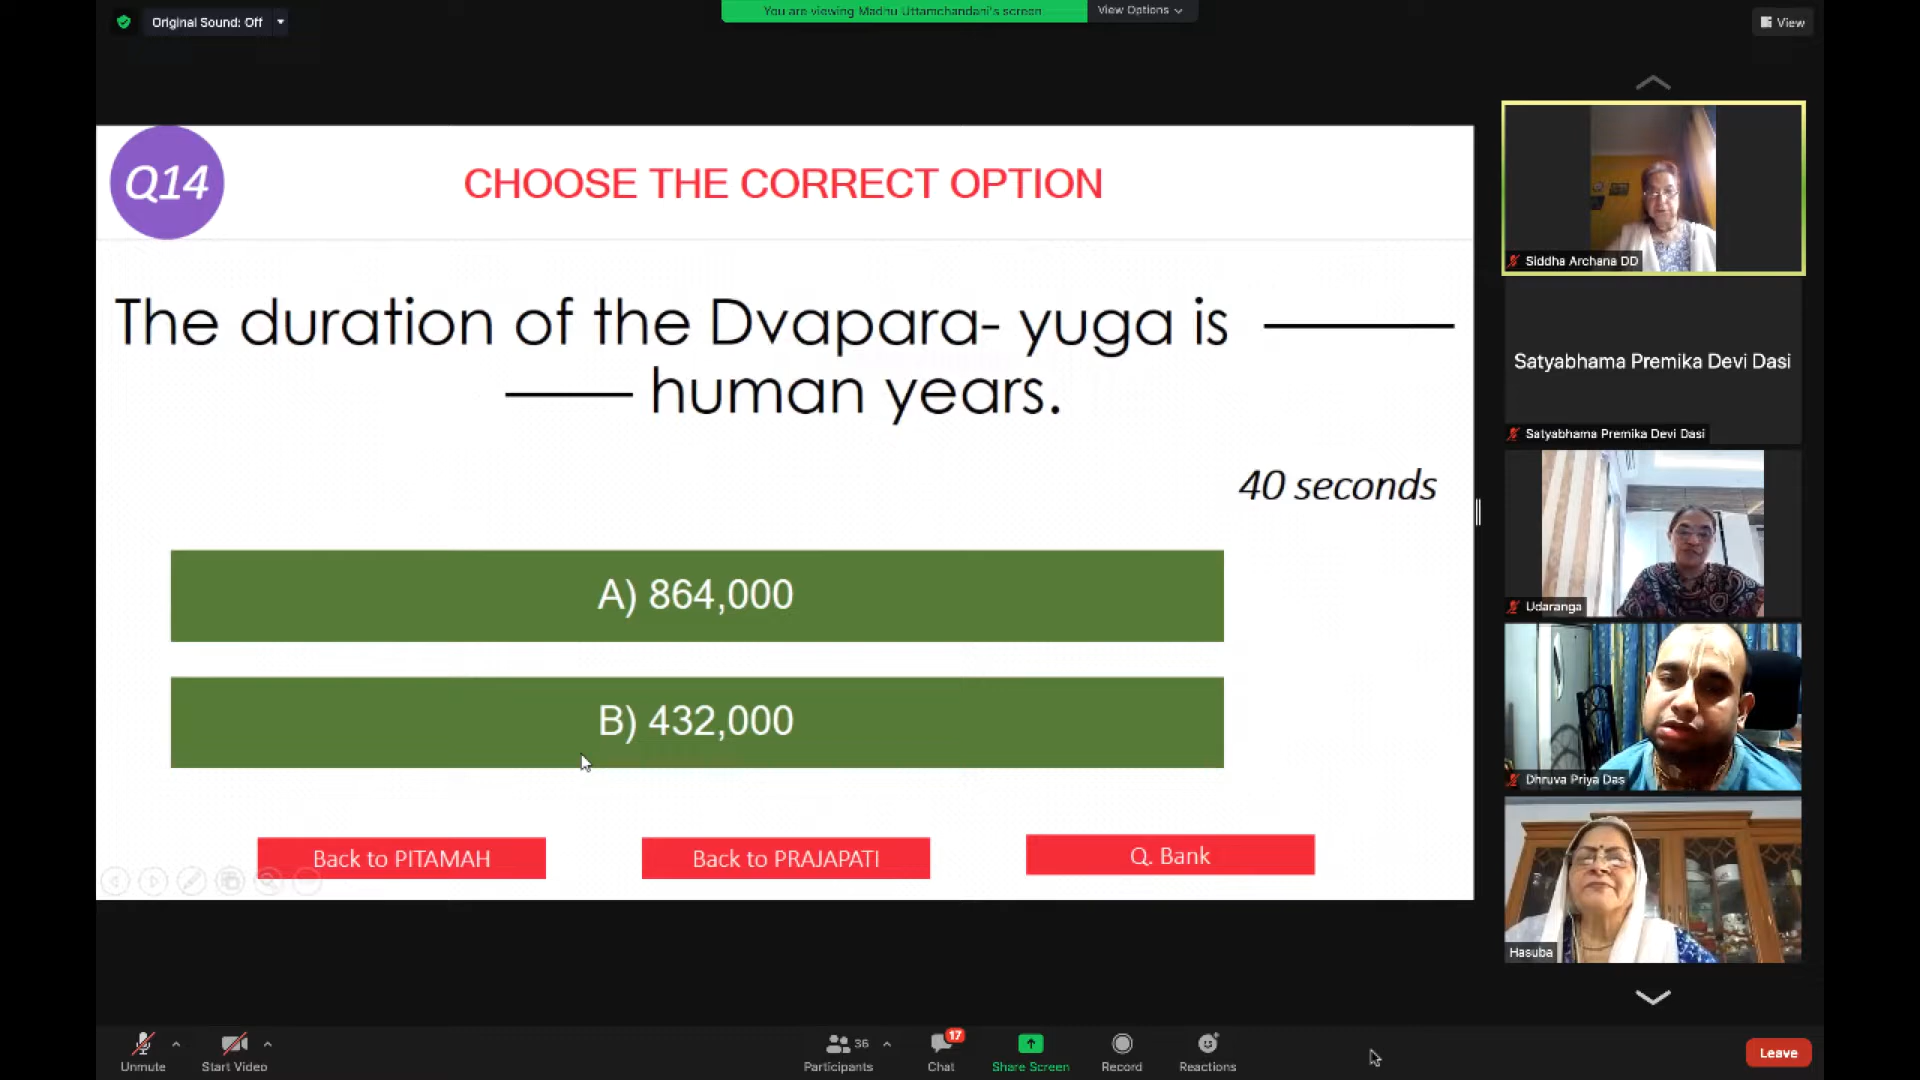 Original Sound: Off
You are viewing Madhu Uttamchandani's screen
View Options
View
Q14
CHOOSE THE CORRECT OPTION
The duration of the Dvapara- yuga is ______
____ human years.
40 seconds
A) 864,000
B) 432,000
Back to PITAMAH
Back to PRAJAPATI
Q. Bank
Siddha Archana DD
Satyabhama Premika Devi Dasi
Satyabhama Premika Devi Dasi
Udaranga
Dhruva Priya Das
Hasuba
Unmute
Start Video
36
Participants
17
Chat
Share Screen
Record
Reactions
Leave